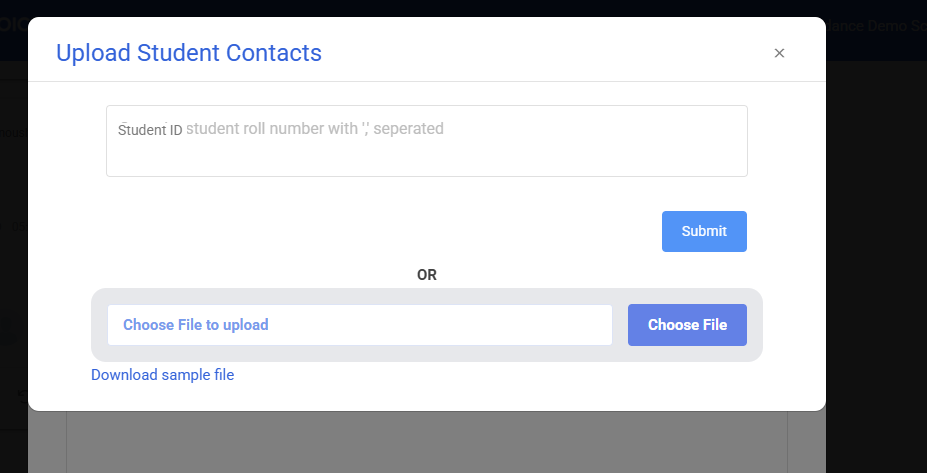 Upload Student Contacts
×
Student ID student roll number with ',' seperated
Submit
OR
Choose File to upload
Choose File
Download sample file